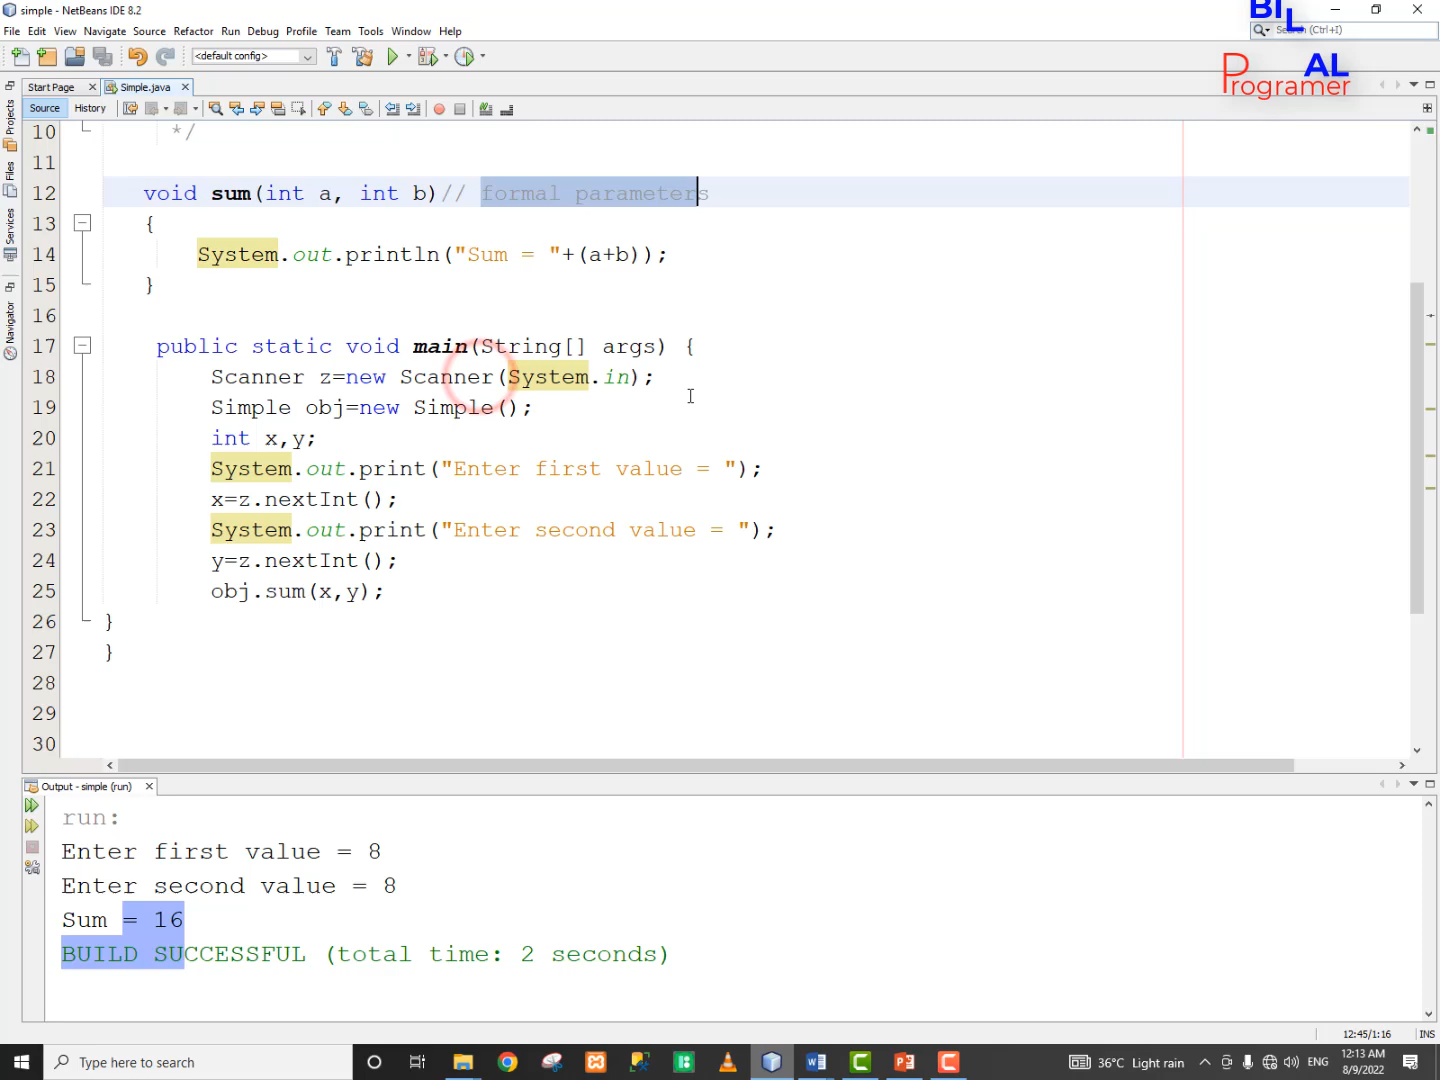 simple - NetBeans IDE 8.2
File Edit View Navigate Source Refactor Run Debug Profile Team Tools Window Help
Search (Ctrl+I)
BIL
AL
Programer
<default config>
Start Page Simple.java
Source History
Projects
Files
Services
Navigator
10 */
11
12 void sum(int a, int b)// formal parameters
13 {
14 System.out.println("Sum = "+(a+b));
15 }
16
17 public static void main(String[] args) {
18 Scanner z=new Scanner(System.in);
19 Simple obj=new Simple();
20 int x,y;
21 System.out.print("Enter first value = ");
22 x=z.nextInt();
23 System.out.print("Enter second value = ");
24 y=z.nextInt();
25 obj.sum(x,y);
26 }
27 }
28
29
30
Output - simple (run)
run:
Enter first value = 8
Enter second value = 8
Sum = 16
BUILD SUCCESSFUL (total time: 2 seconds)
12:45/1:16 INS
Type here to search
36°C Light rain
ENG
12:13 AM
8/9/2022